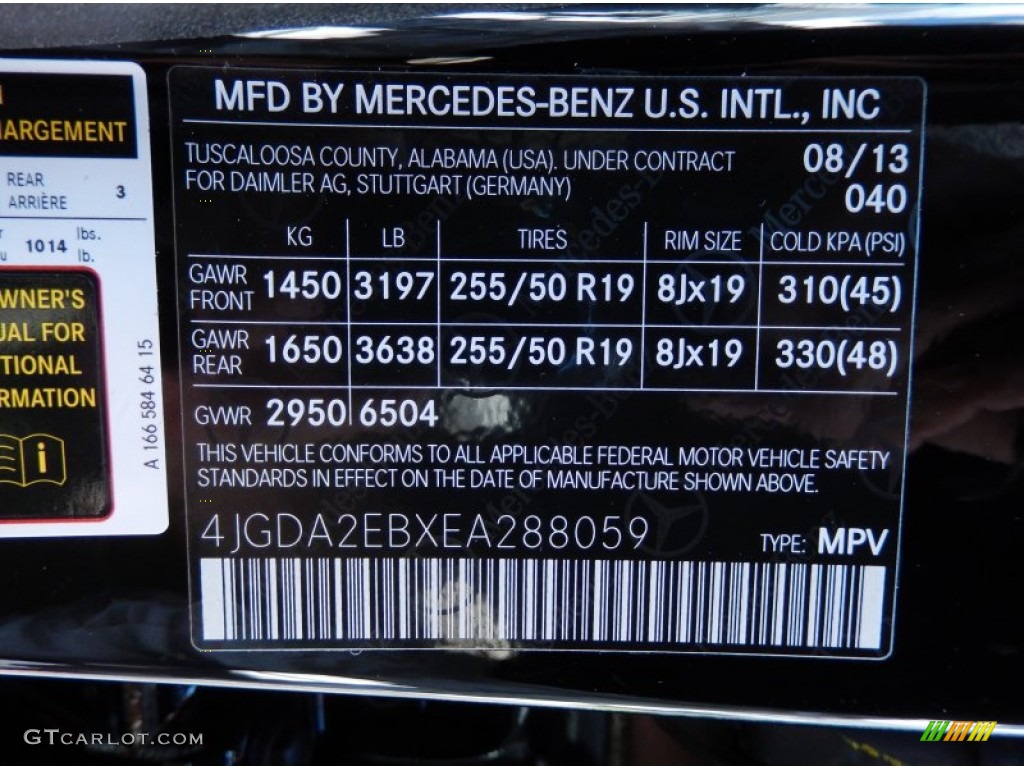 ARGEMENT
REAR
ARRIÈRE
3
1014
lbs.
lb.
WNER'S
UAL FOR
TIONAL
RMATION
i
A 166 584 64 15
MFD BY MERCEDES-BENZ U.S. INTL., INC
TUSCALOOSA COUNTY, ALABAMA (USA). UNDER CONTRACT
FOR DAIMLER AG, STUTTGART (GERMANY)
08/13
040
KG LB TIRES RIM SIZE COLD KPA (PSI)
GAWR FRONT 1450 3197 255/50 R19 8Jx19 310(45)
GAWR REAR 1650 3638 255/50 R19 8Jx19 330(48)
GVWR 2950 6504
THIS VEHICLE CONFORMS TO ALL APPLICABLE FEDERAL MOTOR VEHICLE SAFETY
STANDARDS IN EFFECT ON THE DATE OF MANUFACTURE SHOWN ABOVE.
4JGDA2EBXEA288059
TYPE: MPV
GTCARLOT.COM